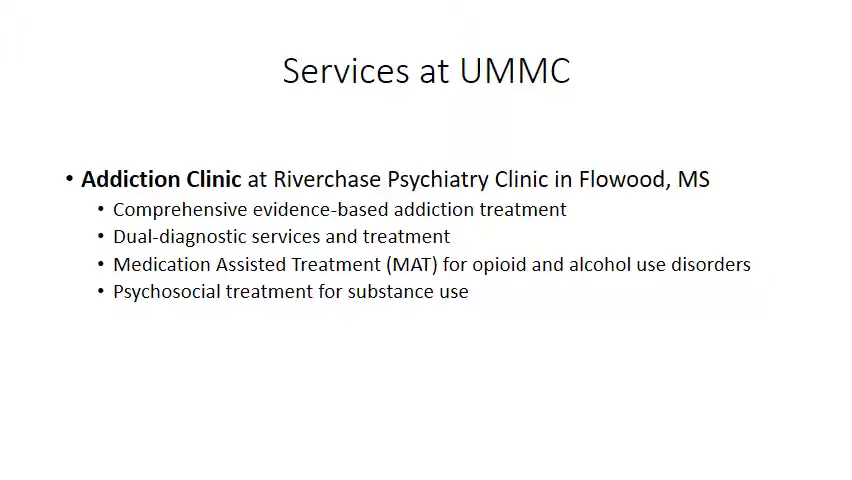 Services at UMMC
• Addiction Clinic at Riverchase Psychiatry Clinic in Flowood, MS
• Comprehensive evidence-based addiction treatment
• Dual-diagnostic services and treatment
• Medication Assisted Treatment (MAT) for opioid and alcohol use disorders
• Psychosocial treatment for substance use